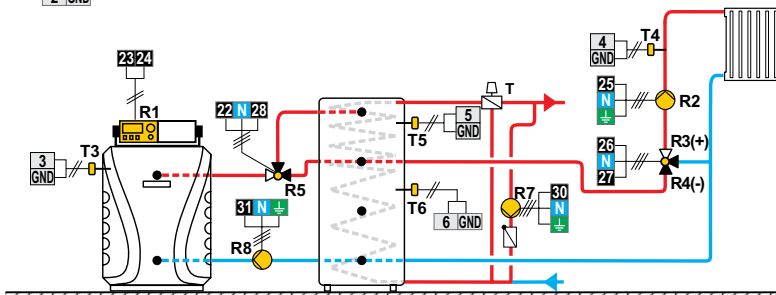 2 GND
4
GND
T4
T
23 24
R1
22 N 28
25
N
R2
5
GND
T5
3
GND
T3
26
N
27
R3(+)
R4(-)
R5
T6
6 GND
R7
30
N
31 N
R8